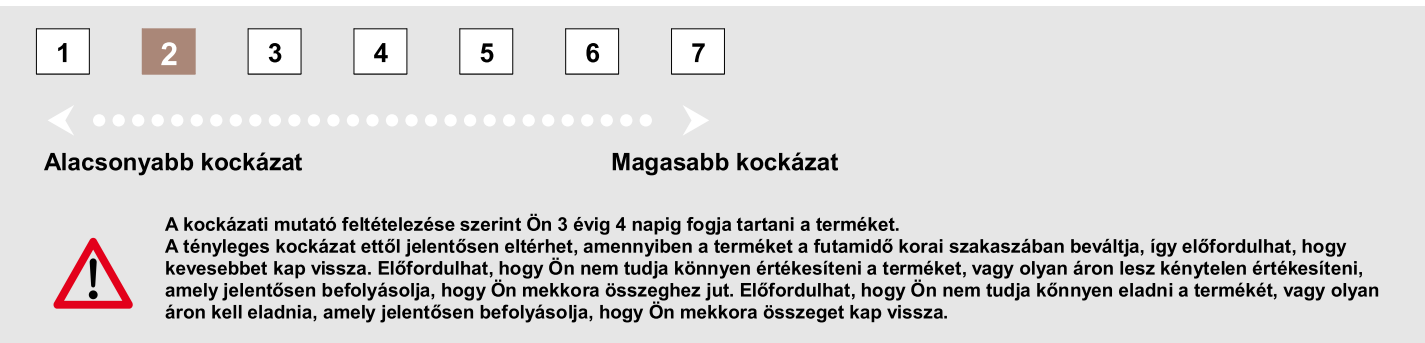 1 2 3 4 5 6 7
Alacsonyabb kockázat Magasabb kockázat
A kockázati mutató feltételezése szerint Ön 3 évig 4 napig fogja tartani a terméket.
A tényleges kockázat ettől jelentősen eltérhet, amennyiben a terméket a futamidő korai szakaszában beváltja, így előfordulhat, hogy
kevesebbet kap vissza. Előfordulhat, hogy Ön nem tudja könnyen értékesíteni a terméket, vagy olyan áron lesz kénytelen értékesíteni,
amely jelentősen befolyásolja, hogy Ön mekkora összeghez jut. Előfordulhat, hogy Ön nem tudja kőnnyen eladni a termékét, vagy olyan
áron kell eladnia, amely jelentősen befolyásolja, hogy Ön mekkora összeget kap vissza.